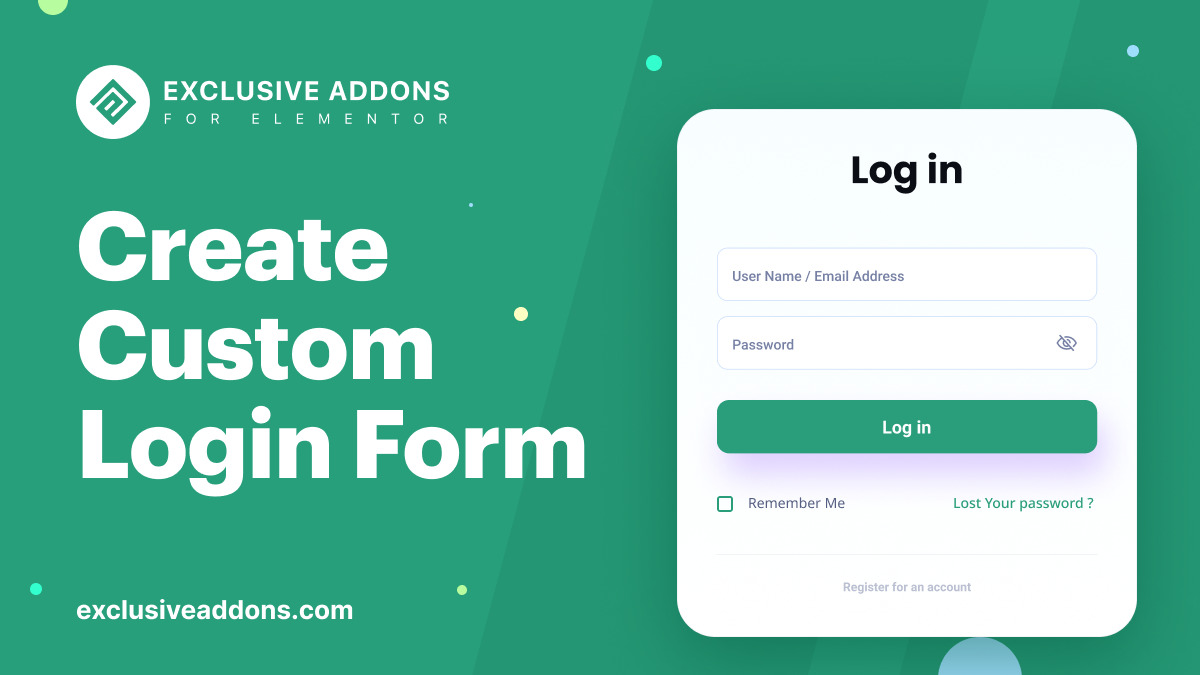 EXCLUSIVE ADDONS
FOR ELEMENTOR
Create
Custom
Login Form
exclusiveaddons.com
Log in
User Name / Email Address
Password
Log in
Remember Me
Lost Your password ?
Register for an account